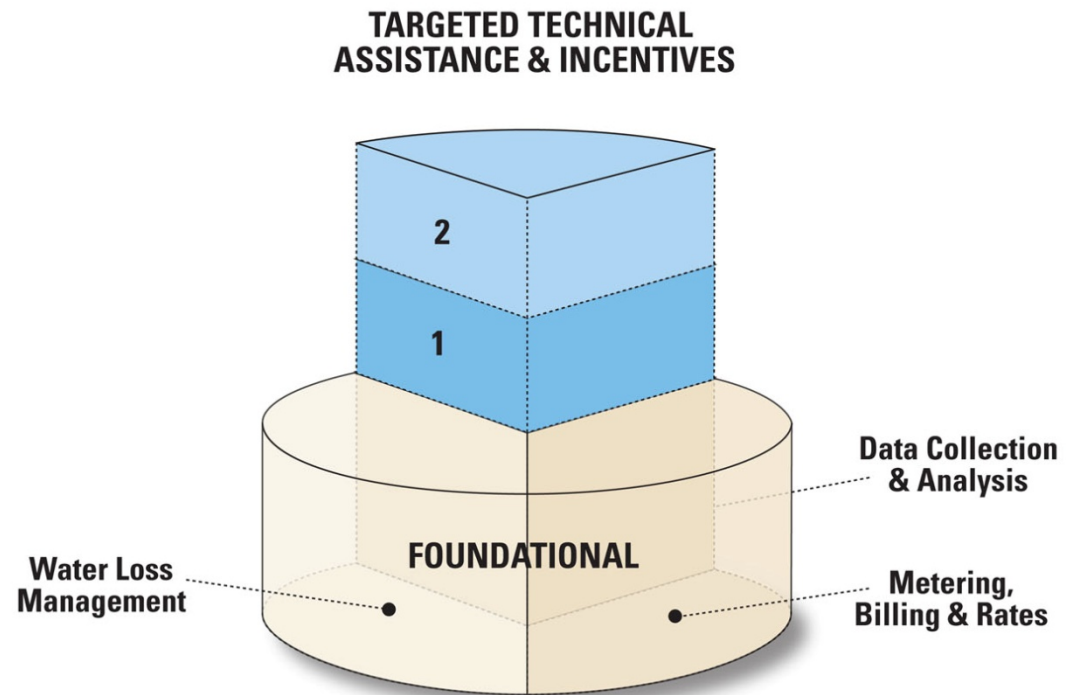 TARGETED TECHNICAL
ASSISTANCE & INCENTIVES
2
1
Data Collection
& Analysis
FOUNDATIONAL
Water Loss
Management
Metering,
Billing & Rates